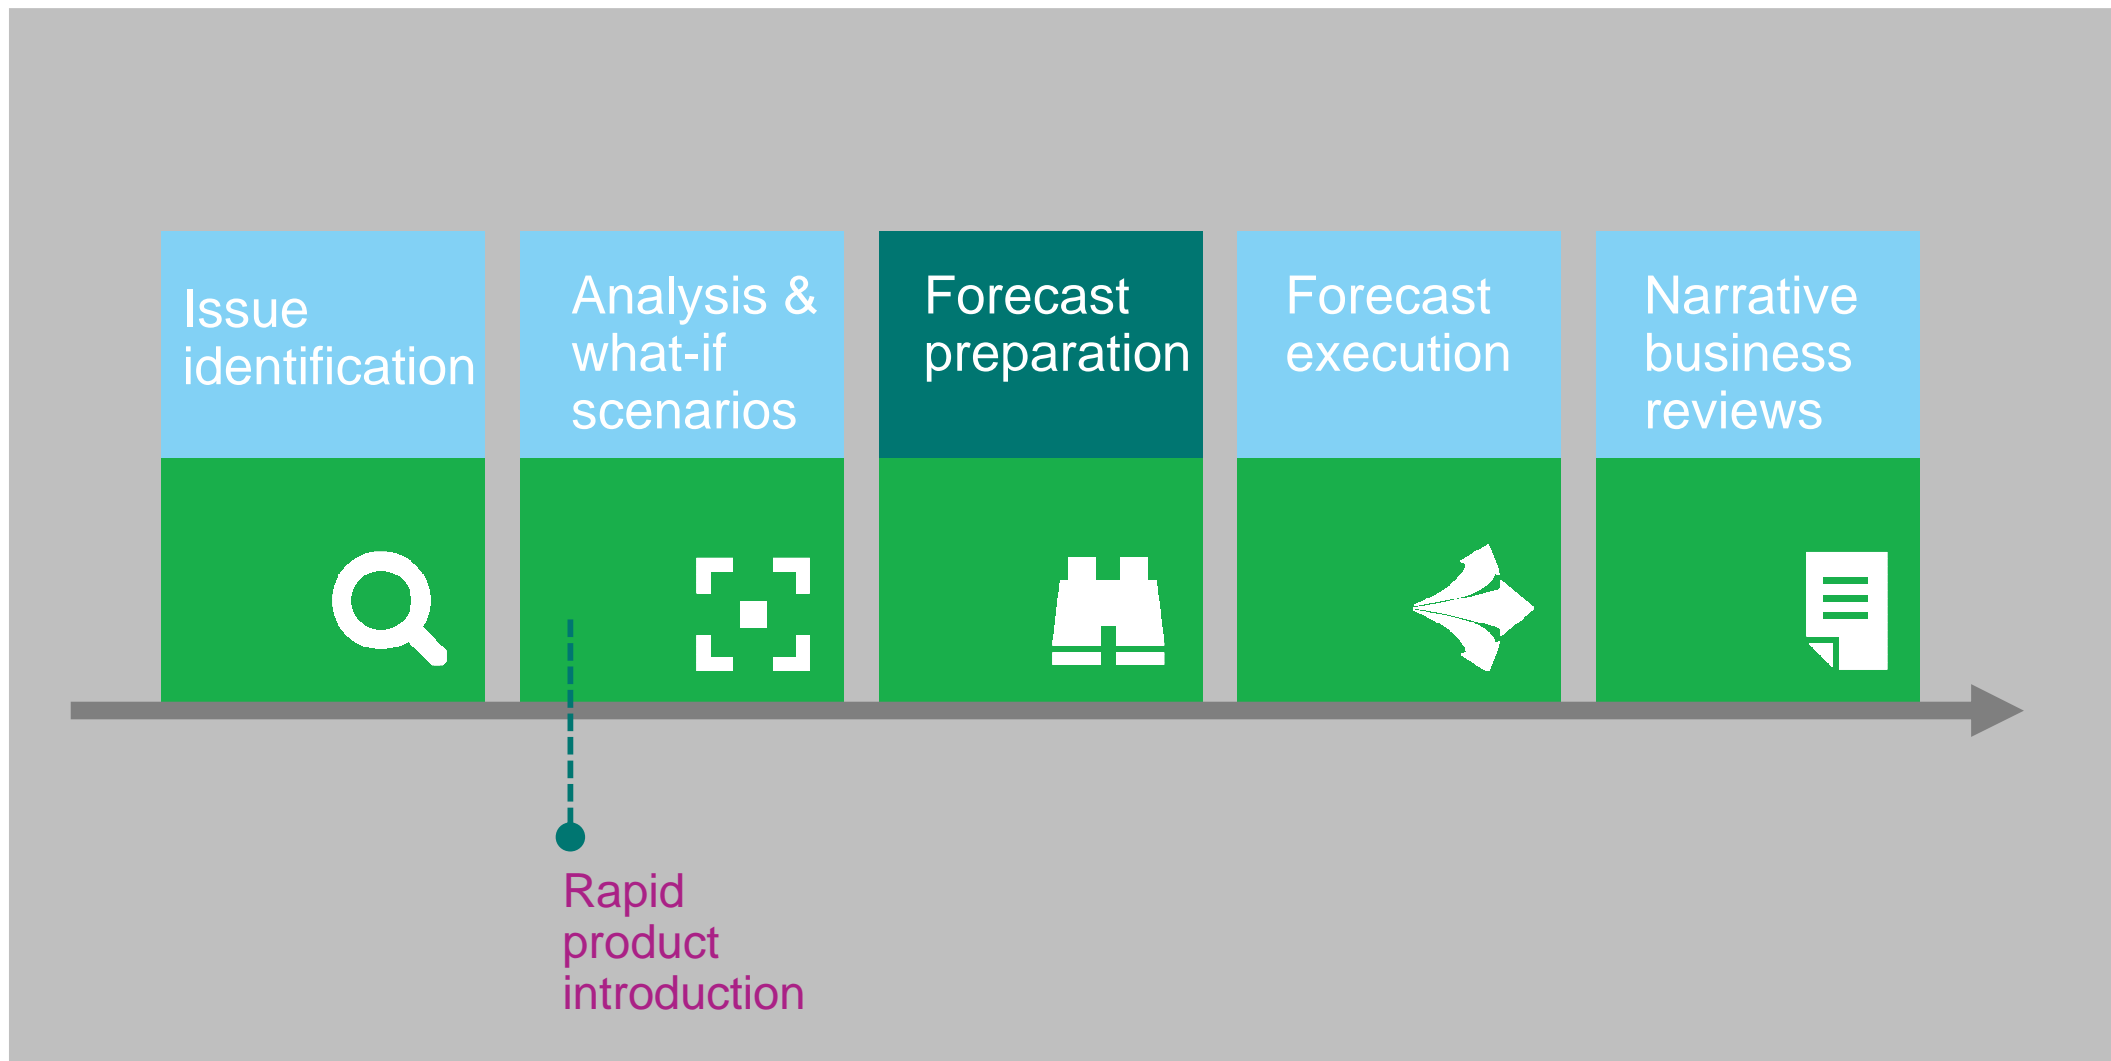 Issue
identification
Analysis &
what-if
scenarios
Forecast
preparation
Forecast
execution
Narrative
business
reviews
Rapid
product
introduction